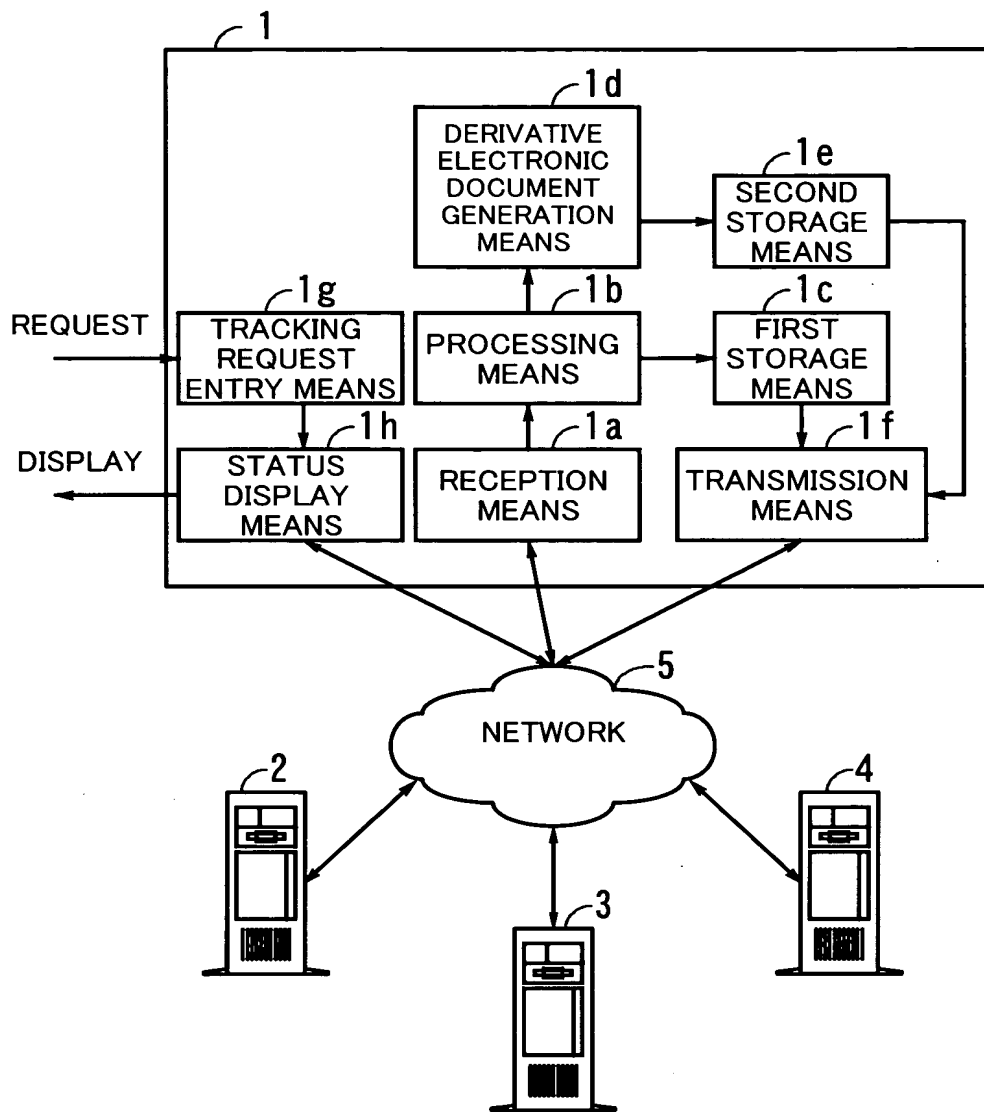 1
1d
DERIVATIVE
ELECTRONIC
DOCUMENT
GENERATION
MEANS
1e
SECOND
STORAGE
MEANS
REQUEST
1g
TRACKING
REQUEST
ENTRY MEANS
1b
PROCESSING
MEANS
1c
FIRST
STORAGE
MEANS
DISPLAY
1h
STATUS
DISPLAY
MEANS
1a
RECEPTION
MEANS
1f
TRANSMISSION
MEANS
5
NETWORK
2
3
4